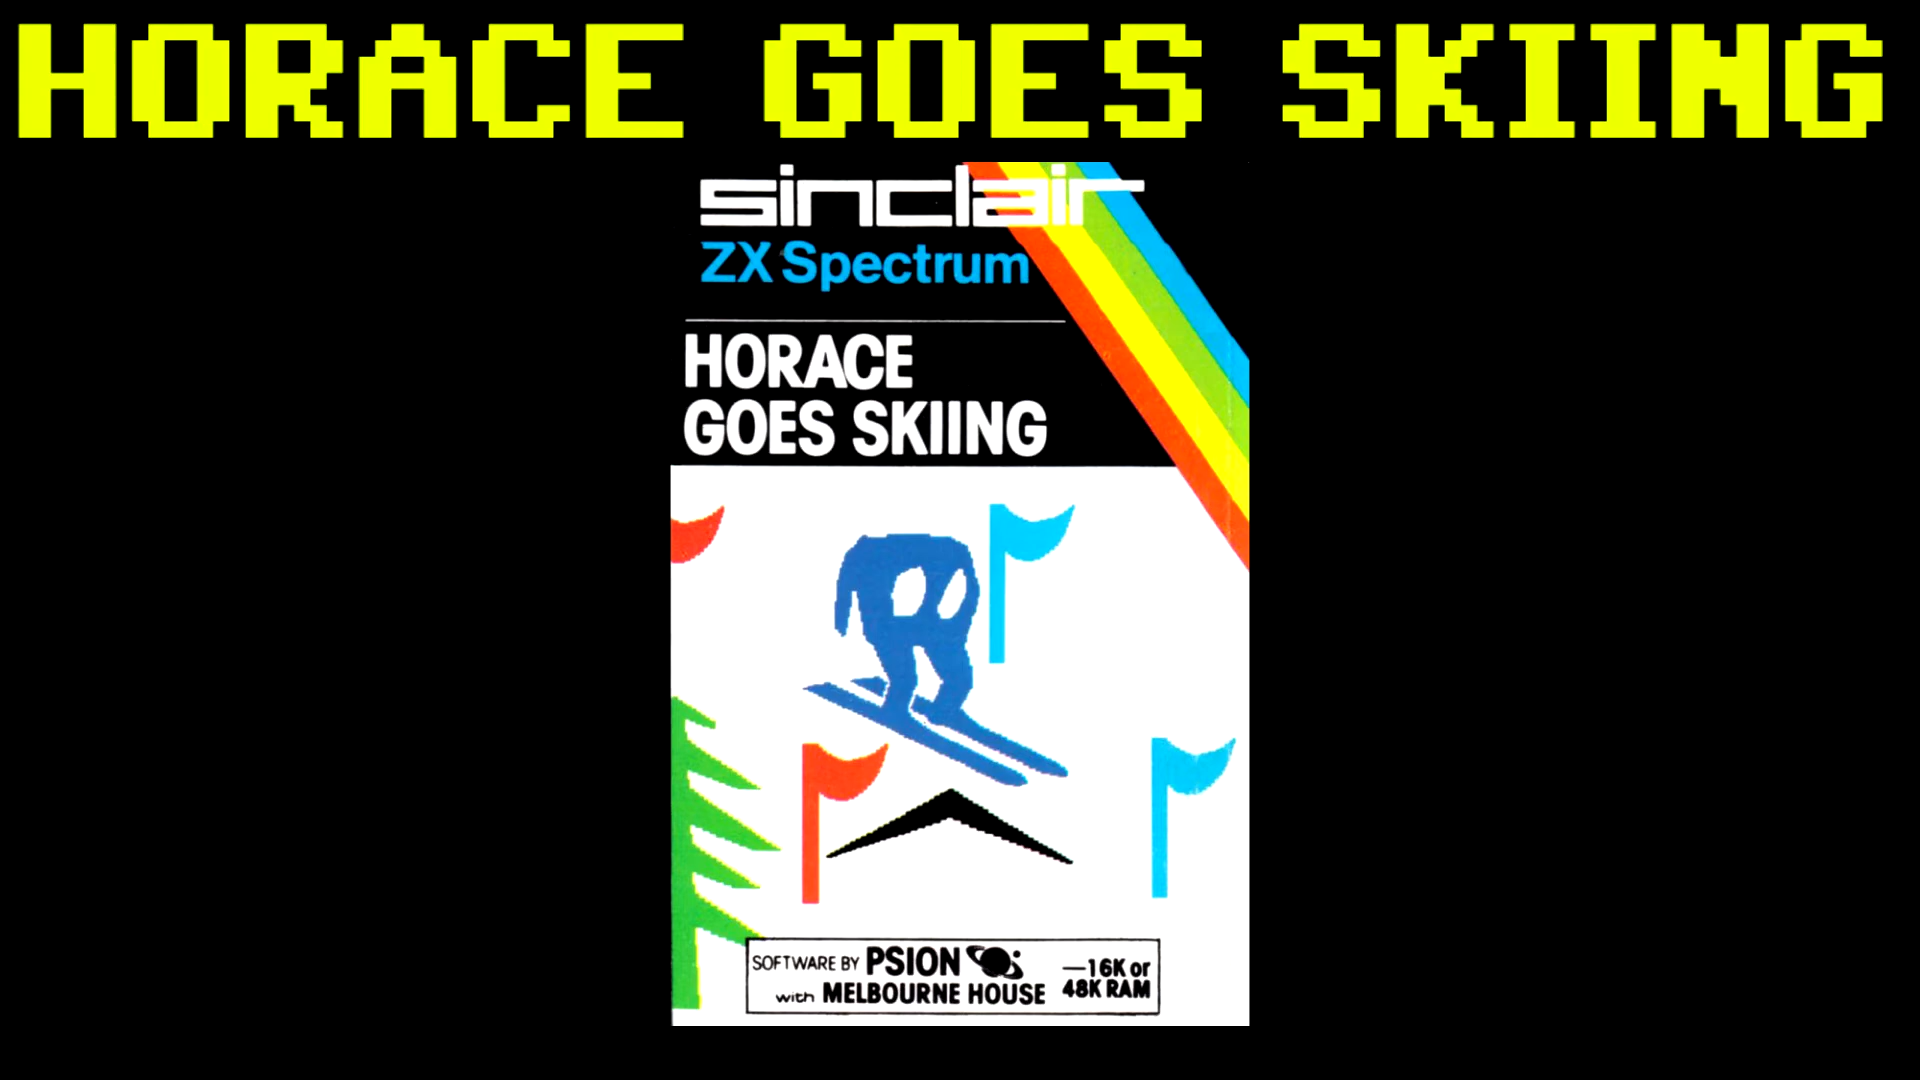 HORACE GOES SKIING
sinclair
ZX Spectrum
HORACE
GOES SKIING
SOFTWARE BY PSION
with MELBOURNE HOUSE
—16K or
48K RAM